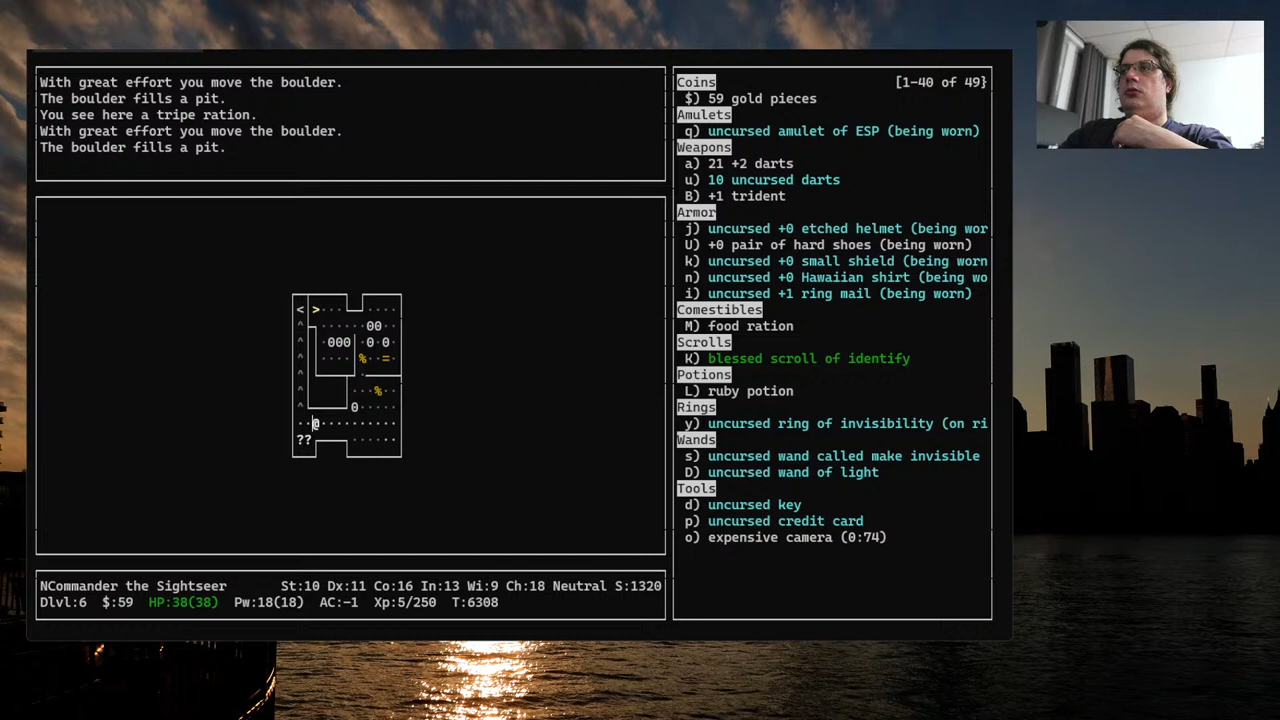 With great effort you move the boulder.
The boulder fills a pit.
You see here a tripe ration.
With great effort you move the boulder.
The boulder fills a pit.
< >····  ···
^ ······00··
^ ·000 ·0 0
^ ···· %··=·
^ ·
^ ··%··
^ 0·····
··@··········
?? ······
NCommander the Sightseer St:10 Dx:11 Co:16 In:13 Wi:9 Ch:18 Neutral S:1320
Dlvl:6 $:59 HP:38(38) Pw:18(18) AC:-1 Xp:5/250 T:6308
Coins [1-40 of 49}
$) 59 gold pieces
Amulets
q) uncursed amulet of ESP (being worn)
Weapons
a) 21 +2 darts
u) 10 uncursed darts
B) +1 trident
Armor
j) uncursed +0 etched helmet (being wor
U) +0 pair of hard shoes (being worn)
k) uncursed +0 small shield (being worn
n) uncursed +0 Hawaiian shirt (being wo
i) uncursed +1 ring mail (being worn)
Comestibles
M) food ration
Scrolls
K) blessed scroll of identify
Potions
L) ruby potion
Rings
y) uncursed ring of invisibility (on ri
Wands
s) uncursed wand called make invisible
D) uncursed wand of light
Tools
d) uncursed key
p) uncursed credit card
o) expensive camera (0:74)